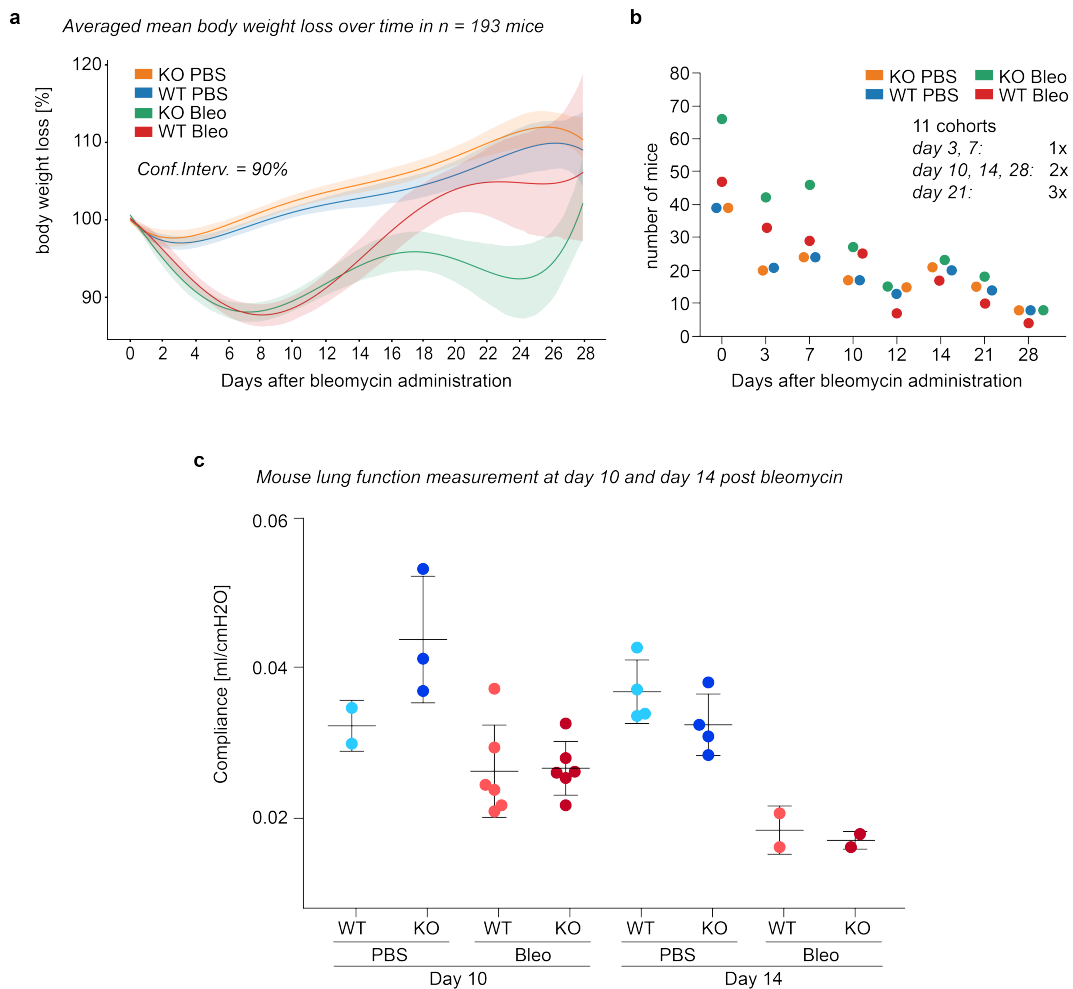 a
Averaged mean body weight loss over time in n = 193 mice
120
110
100
90
body weight loss [%]
KO PBS
WT PBS
KO Bleo
WT Bleo
Conf.Interv. = 90%
0 2 4 6 8 10 12 14 16 18 20 22 24 26 28
Days after bleomycin administration
b
80
70
60
50
40
30
20
10
0
number of mice
KO PBS KO Bleo
WT PBS WT Bleo
11 cohorts
day 3, 7: 1x
day 10, 14, 28: 2x
day 21: 3x
0 3 7 10 12 14 21 28
Days after bleomycin administration
c
Mouse lung function measurement at day 10 and day 14 post bleomycin
0.06
0.04
0.02
Compliance [ml/cmH2O]
WT KO WT KO WT KO WT KO
PBS Bleo PBS Bleo
Day 10 Day 14